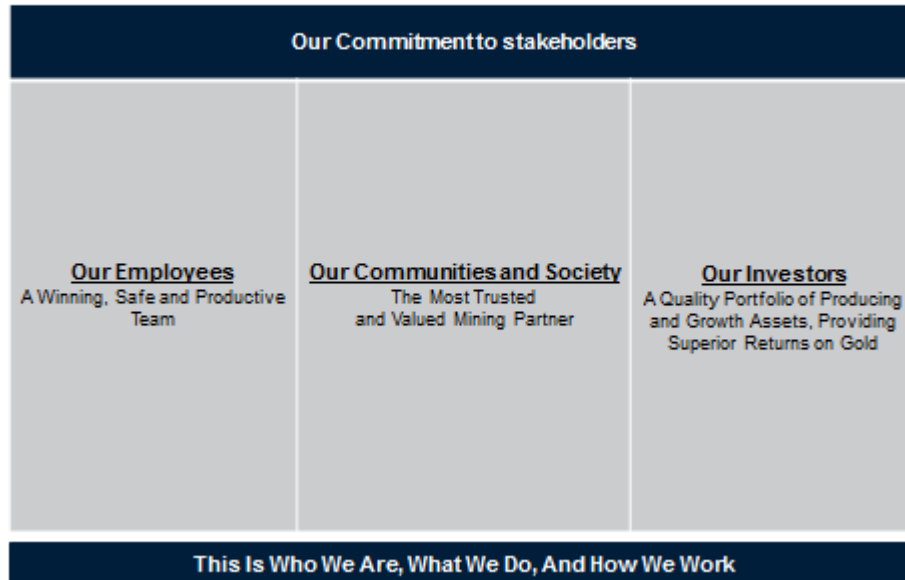 Our Commitment to stakeholders
Our Employees
A Winning, Safe and Productive
Team
Our Communities and Society
The Most Trusted
and Valued Mining Partner
Our Investors
A Quality Portfolio of Producing
and Growth Assets, Providing
Superior Returns on Gold
This Is Who We Are, What We Do, And How We Work